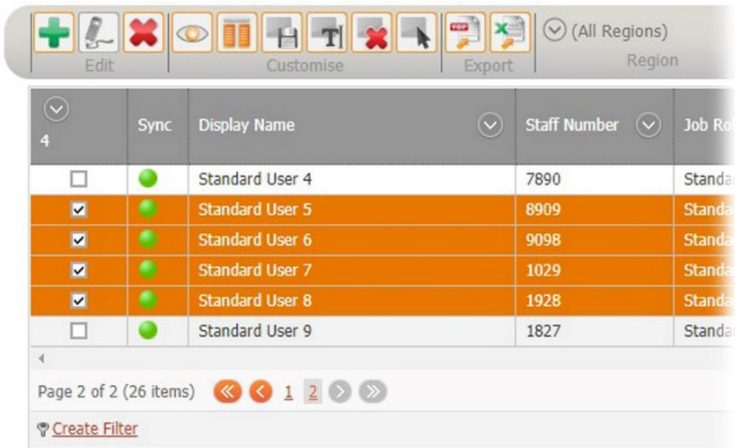 (All Regions)
Edit Customise Export Region
4 Sync Display Name Staff Number Job Ro
Standard User 4 7890 Standa
Standard User 5 8909 Standa
Standard User 6 9098 Standa
Standard User 7 1029 Standa
Standard User 8 1928 Standa
Standard User 9 1827 Standa
Page 2 of 2 (26 items) 1 2
Create Filter